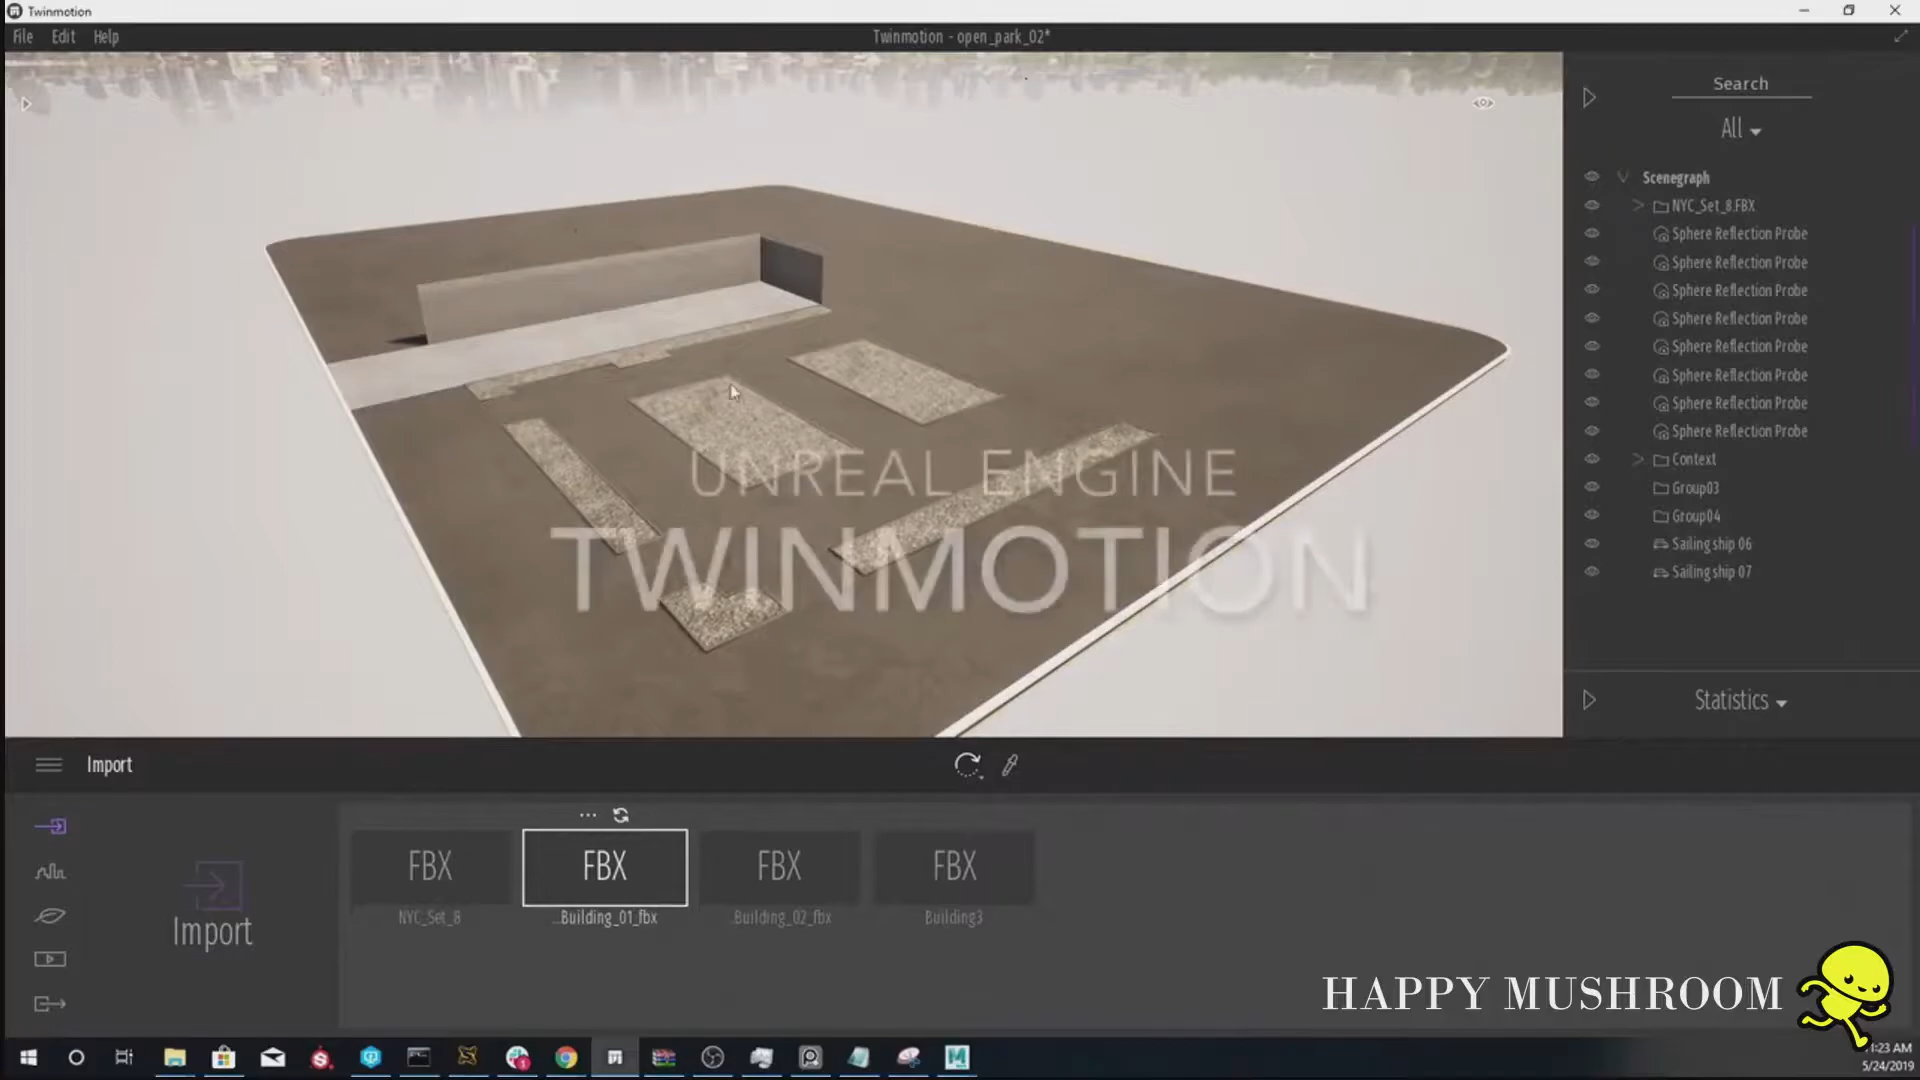 Twinmotion
File Edit Help
Twinmotion - open_park_02*
Search
All
Scenegraph
NYC_Set_8.FBX
Sphere Reflection Probe
Sphere Reflection Probe
Sphere Reflection Probe
Sphere Reflection Probe
Sphere Reflection Probe
Sphere Reflection Probe
Sphere Reflection Probe
Sphere Reflection Probe
Context
Group03
Group04
Sailing ship 06
Sailing ship 07
Statistics
UNREAL ENGINE
TWINMOTION
Import
Import
FBX FBX FBX FBX
NYC_Set_8 ...Building_01_fbx ...Building_02_fbx Building3
HAPPY MUSHROOM
:23 AM
5/24/2019